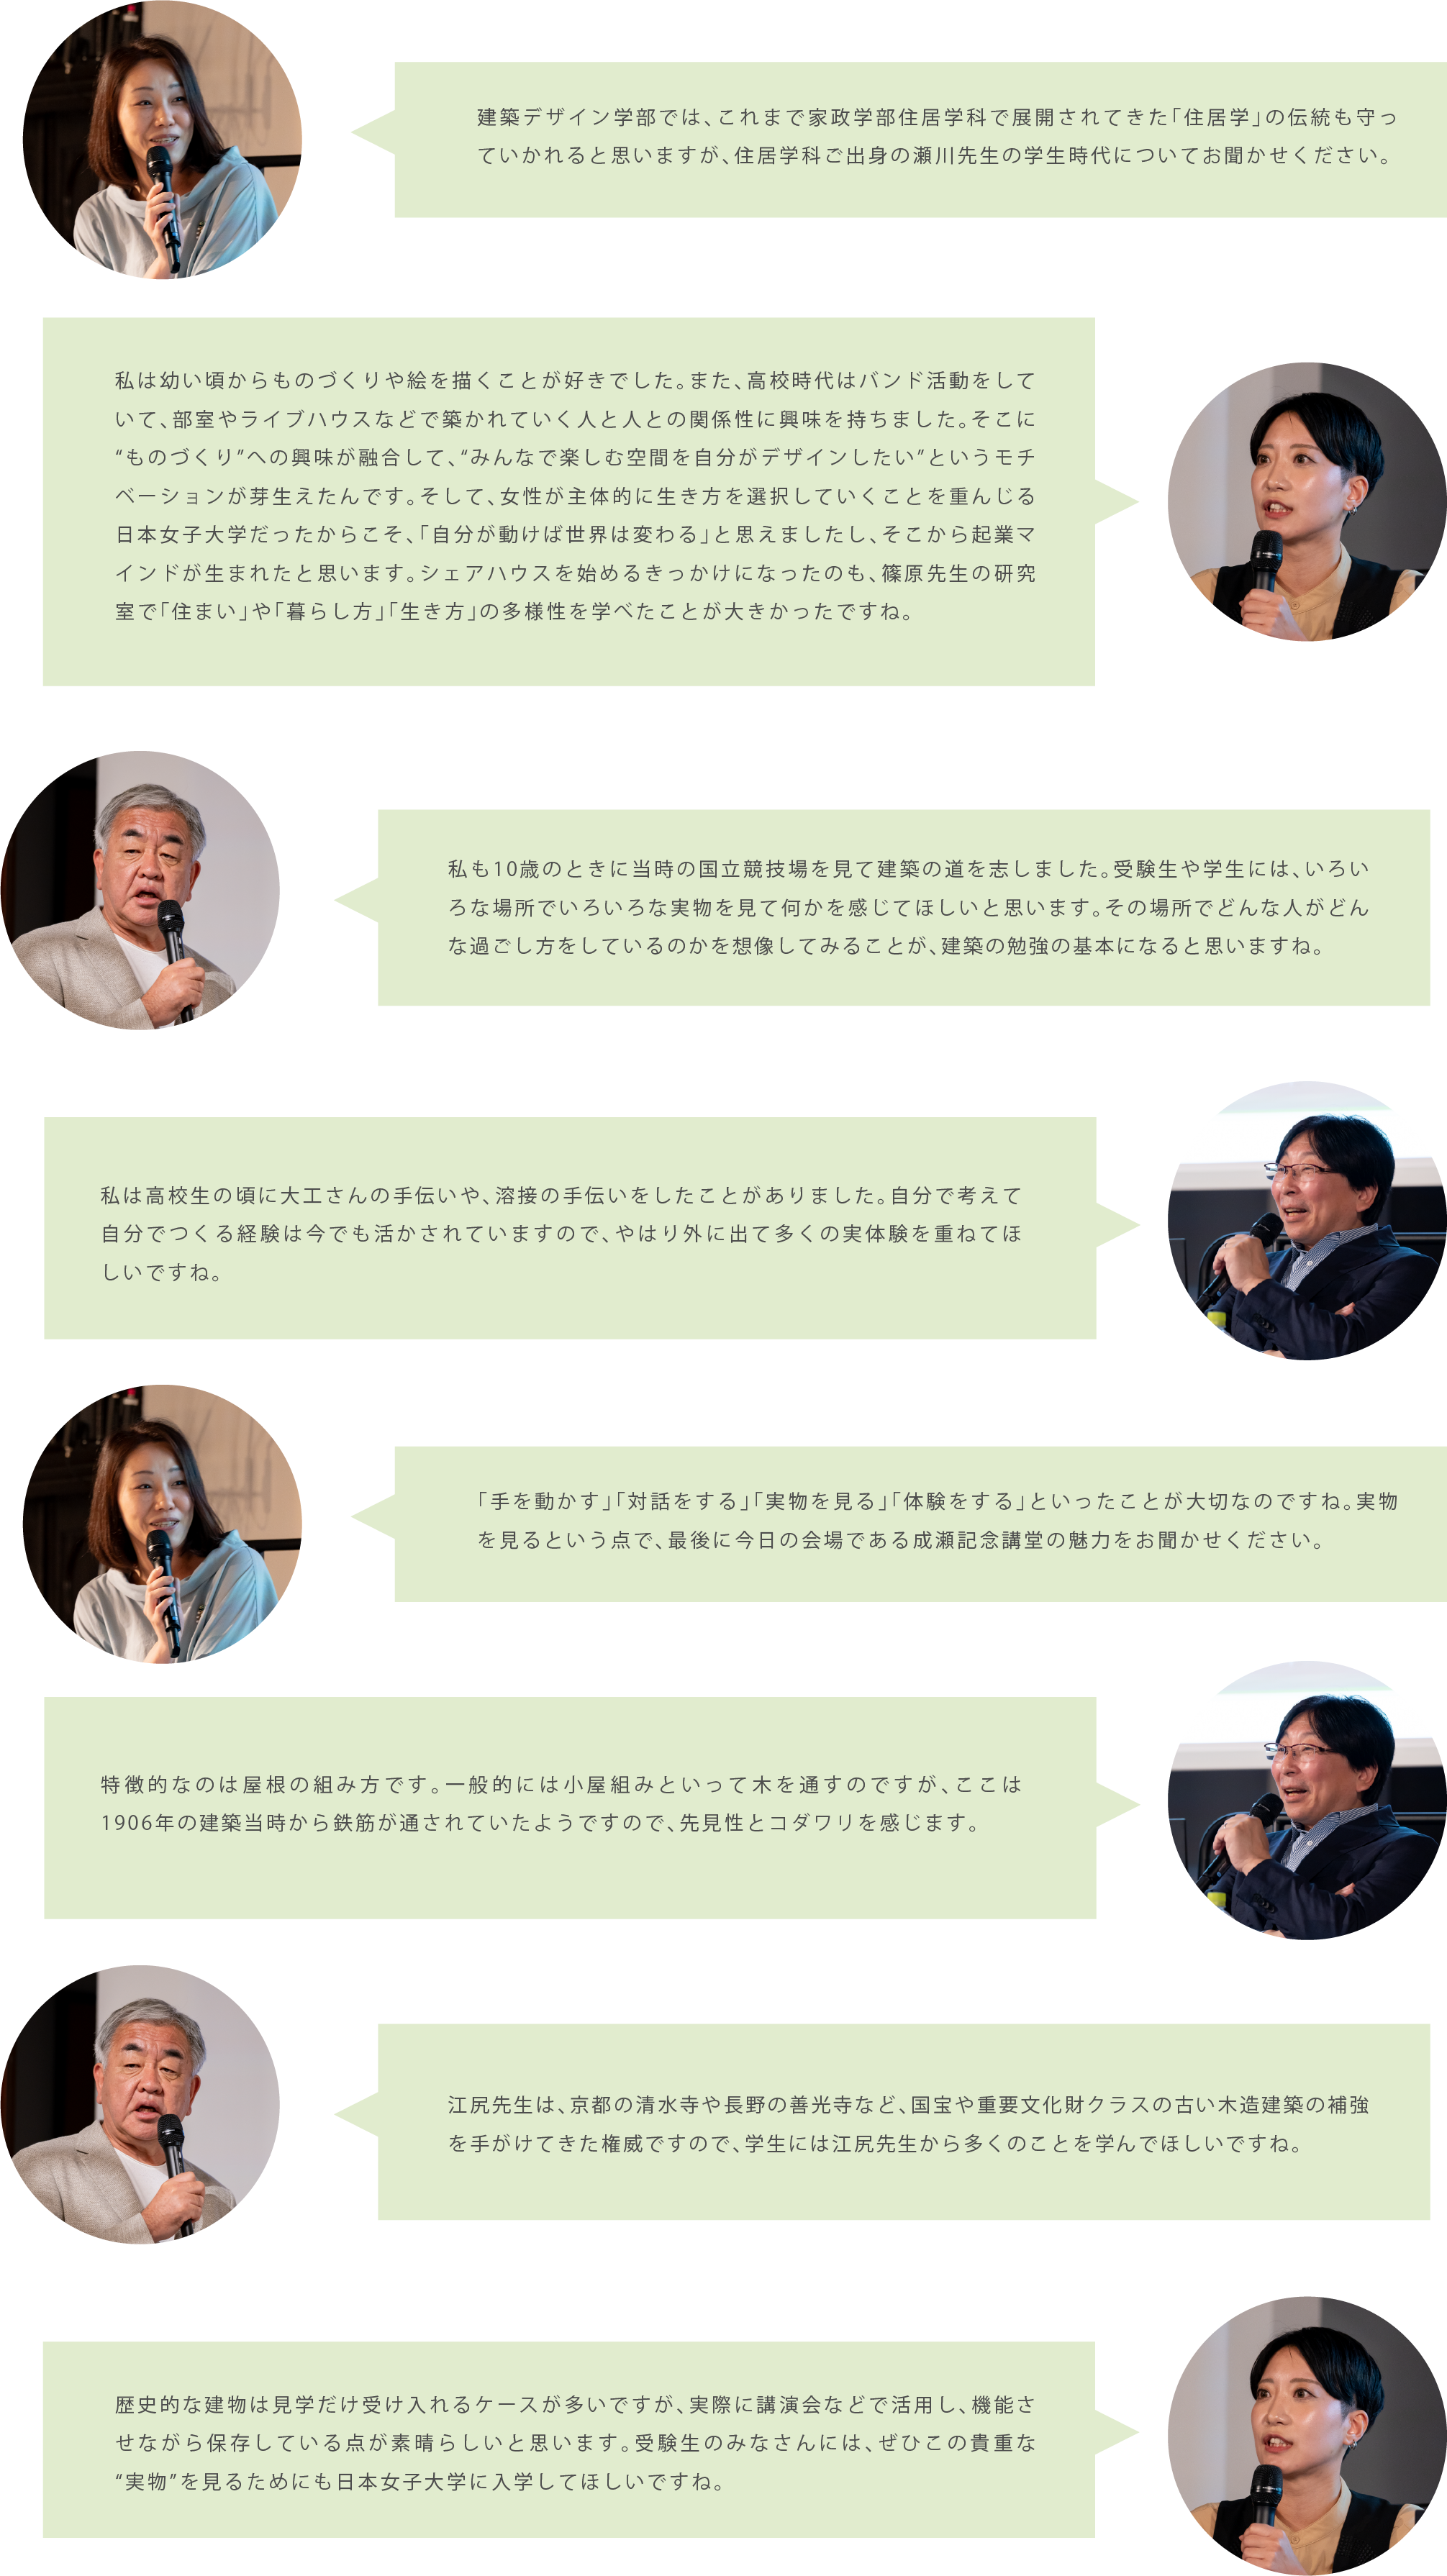 建築デザイン学部では、これまで家政学部住居学科で展開されてきた「住居学」の伝統も守っ
ていかれると思いますが、住居学科ご出身の瀬川先生の学生時代についてお聞かせください。
私は幼い頃からものづくりや絵を描くことが好きでした。また、高校時代はバンド活動をして
いて、部室やライブハウスなどで築かれていく人と人との関係性に興味を持ちました。そこに
“ものづくり”への興味が融合して、“みんなで楽しむ空間を自分がデザインしたい”というモチ
ベーションが芽生えたんです。そして、女性が主体的に生き方を選択していくことを重んじる
日本女子大学だったからこそ、「自分が動けば世界は変わる」と思えましたし、そこから起業マ
インドが生まれたと思います。シェアハウスを始めるきっかけになったのも、篠原先生の研究
室で「住まい」や「暮らし方」「生き方」の多様性を学べたことが大きかったですね。
私も10歳のときに当時の国立競技場を見て建築の道を志しました。受験生や学生には、いろい
ろな場所でいろいろな実物を見て何かを感じてほしいと思います。その場所でどんな人がどん
な過ごし方をしているのかを想像してみることが、建築の勉強の基本になると思いますね。
私は高校生の頃に大工さんの手伝いや、溶接の手伝いをしたことがありました。自分で考えて
自分でつくる経験は今でも活かされていますので、やはり外に出て多くの実体験を重ねてほ
しいですね。
「手を動かす」「対話をする」「実物を見る」「体験をする」といったことが大切なのですね。実物
を見るという点で、最後に今日の会場である成瀬記念講堂の魅力をお聞かせください。
特徴的なのは屋根の組み方です。一般的には小屋組みといって木を通すのですが、ここは
1906年の建築当時から鉄筋が通されていたようですので、先見性とコダワリを感じます。
江尻先生は、京都の清水寺や長野の善光寺など、国宝や重要文化財クラスの古い木造建築の補強
を手がけてきた権威ですので、学生には江尻先生から多くのことを学んでほしいですね。
歴史的な建物は見学だけ受け入れるケースが多いですが、実際に講演会などで活用し、機能さ
せながら保存している点が素晴らしいと思います。受験生のみなさんには、ぜひこの貴重な
“実物”を見るためにも日本女子大学に入学してほしいですね。